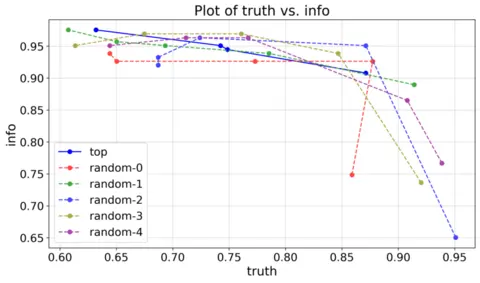 Plot of truth vs. info
info
0.95
0.90
0.85
0.80
0.75
0.70
0.65
top
random-0
random-1
random-2
random-3
random-4
0.60 0.65 0.70 0.75 0.80 0.85 0.90 0.95
truth